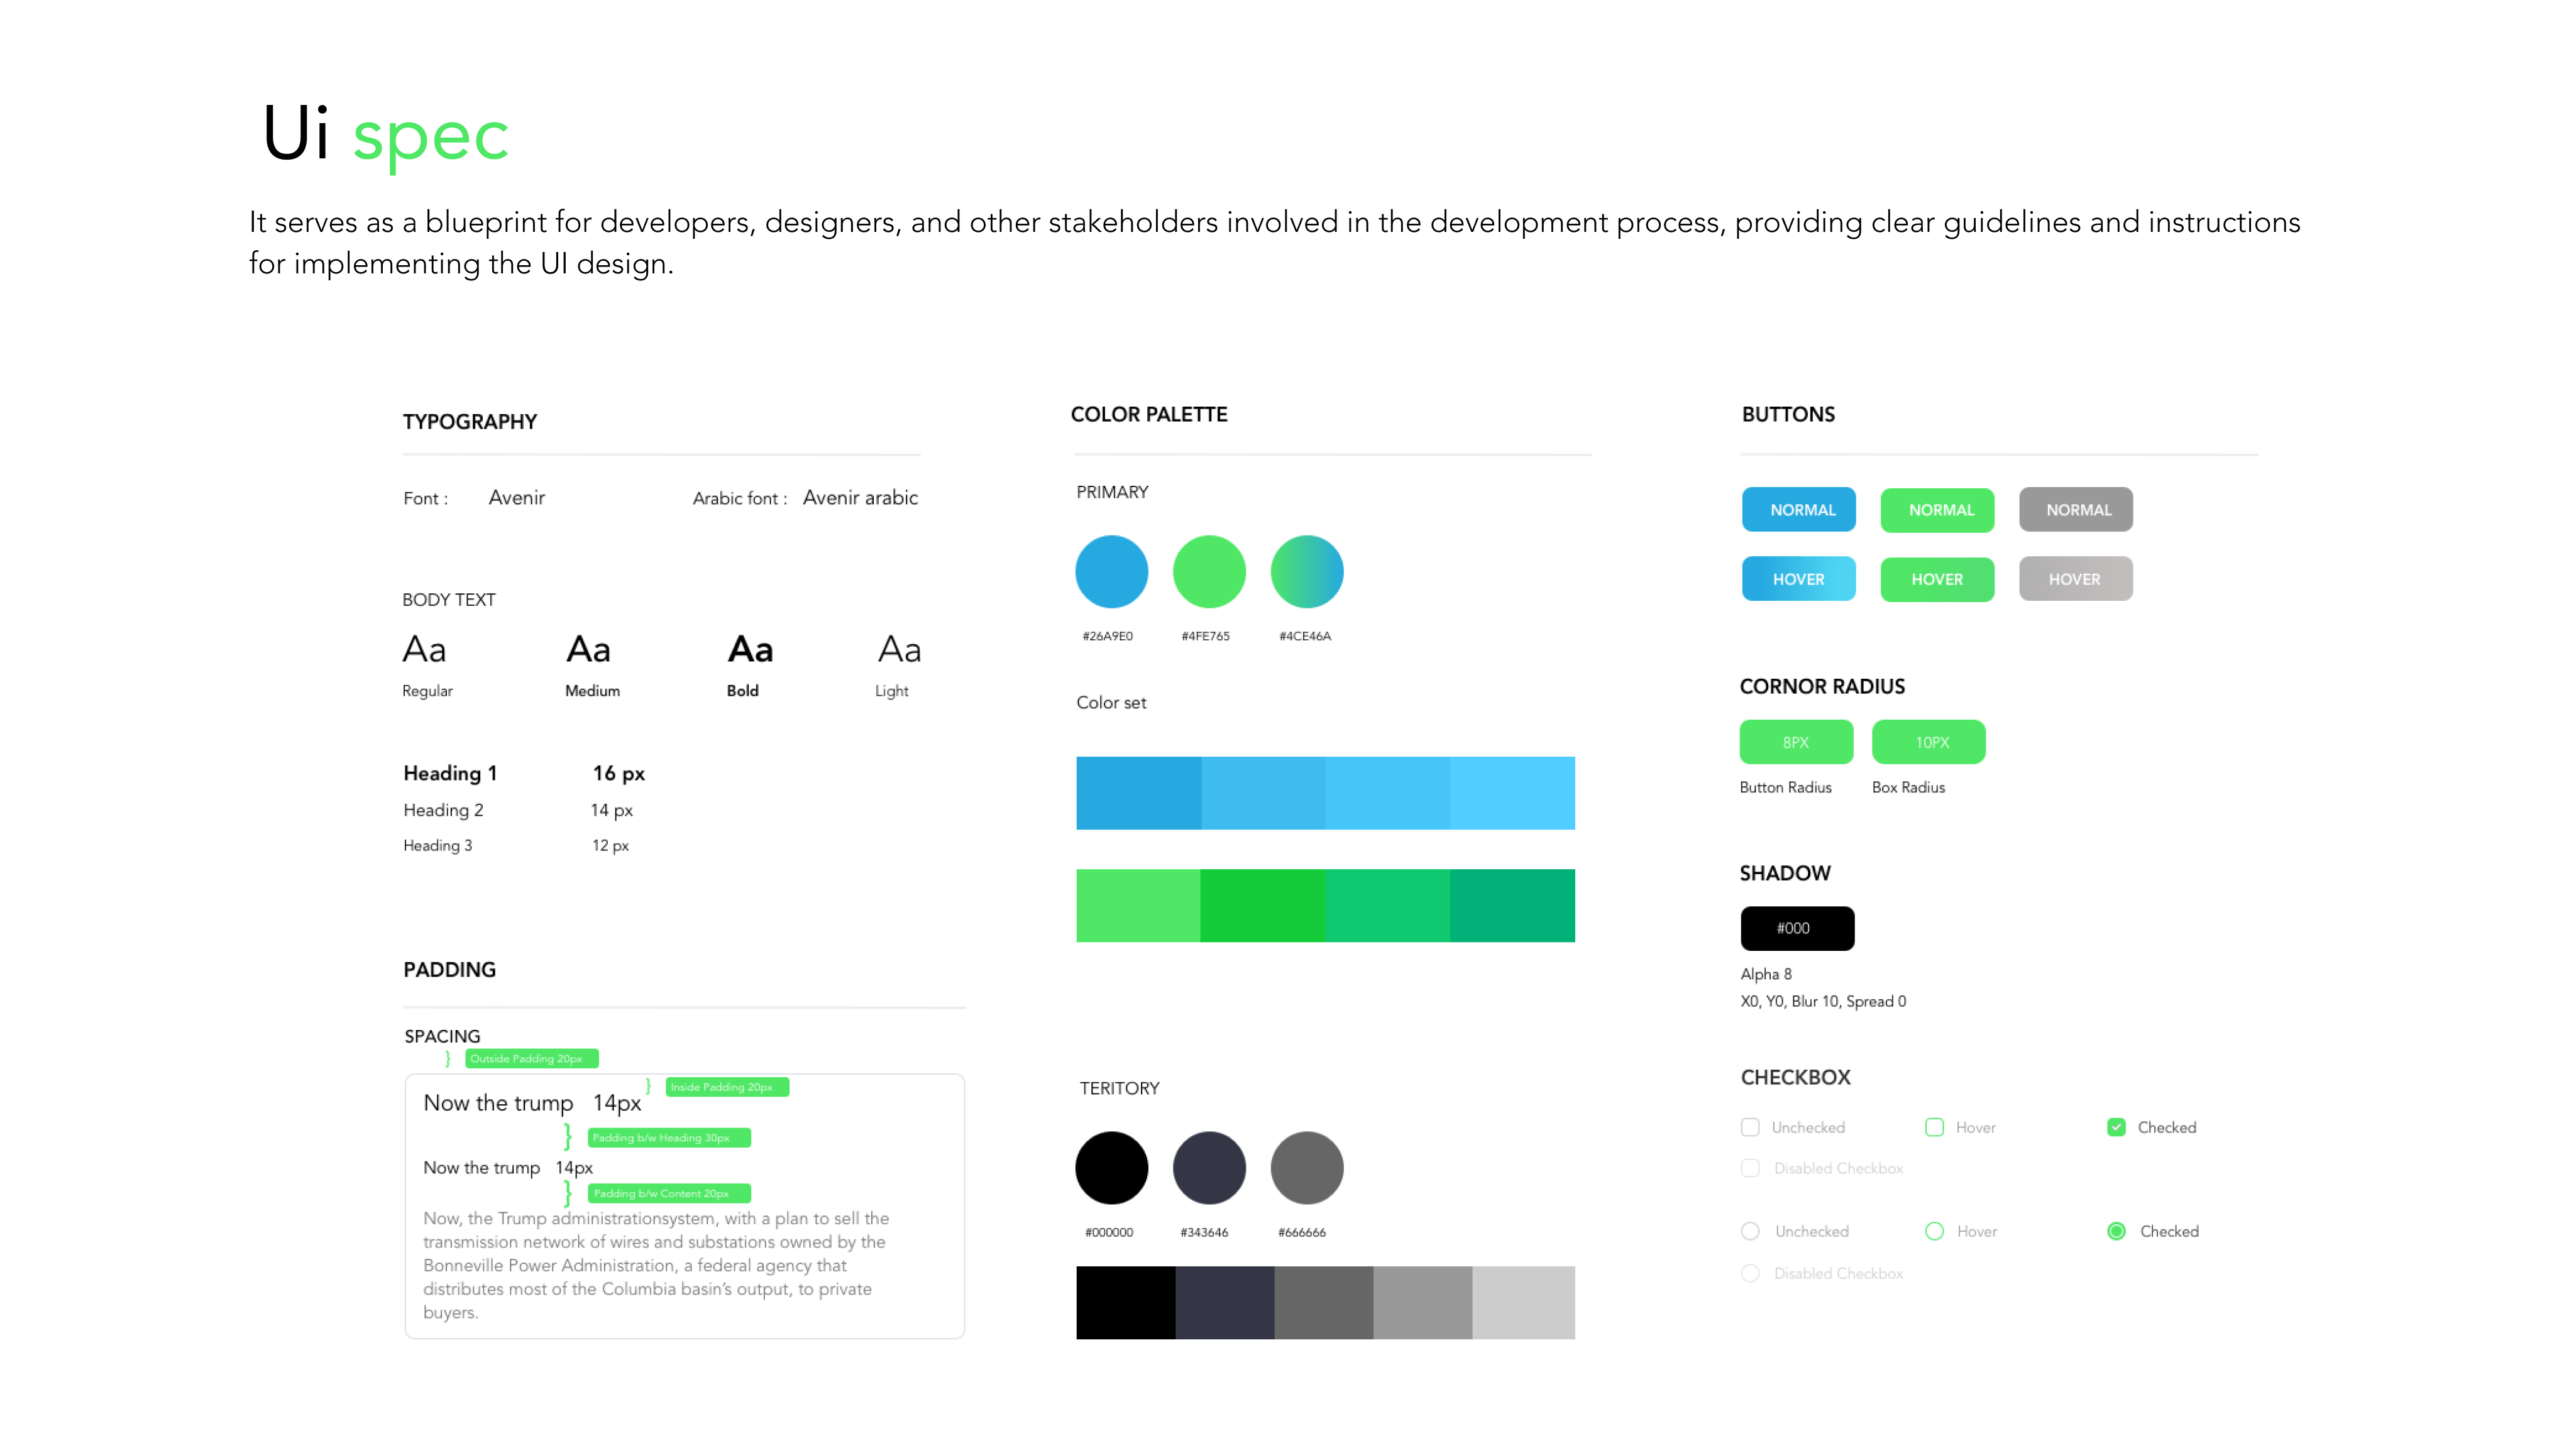 Ui spec
It serves as a blueprint for developers, designers, and other stakeholders involved in the development process, providing clear guidelines and instructions
for implementing the UI design.
TYPOGRAPHY
Font : Avenir Arabic font : Avenir arabic
BODY TEXT
Aa Aa Aa Aa
Regular Medium Bold Light
Heading 1 16 px
Heading 2 14 px
Heading 3 12 px
PADDING
SPACING
Outside Padding 20px
Inside Padding 20px
Now the trump 14px
Padding b/w Heading 30px
Now the trump 14px
Padding b/w Content 20px
Now, the Trump administrationsystem, with a plan to sell the
transmission network of wires and substations owned by the
Bonneville Power Administration, a federal agency that
distributes most of the Columbia basin’s output, to private
buyers.
COLOR PALETTE
PRIMARY
#26A9E0 #4FE765 #4CE46A
Color set
TERITORY
#000000 #343646 #666666
BUTTONS
NORMAL NORMAL NORMAL
HOVER HOVER HOVER
CORNOR RADIUS
8PX 10PX
Button Radius Box Radius
SHADOW
#000
Alpha 8
X0, Y0, Blur 10, Spread 0
CHECKBOX
Unchecked Hover Checked
Disabled Checkbox
Unchecked Hover Checked
Disabled Checkbox